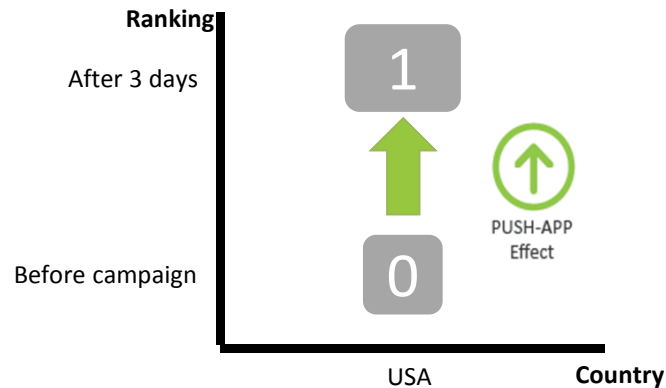 Ranking
After 3 days
1
PUSH-APP
Effect
Before campaign
0
USA
Country